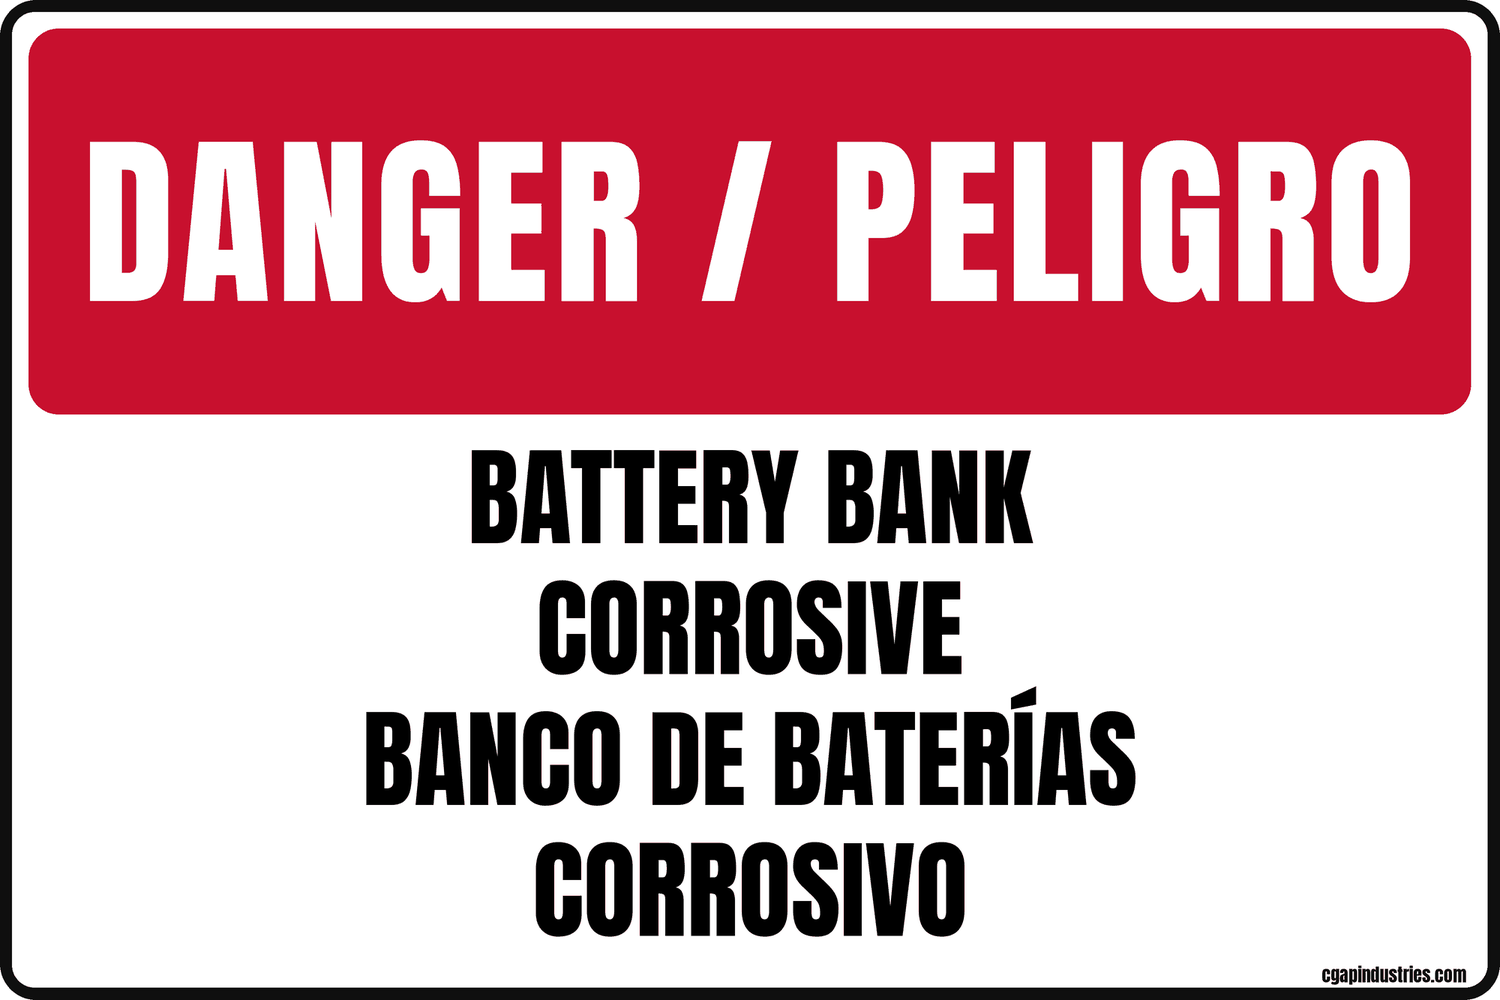 DANGER / PELIGRO
BATTERY BANK
CORROSIVE
BANCO DE BATERÍAS
CORROSIVO
cgapindustries.com